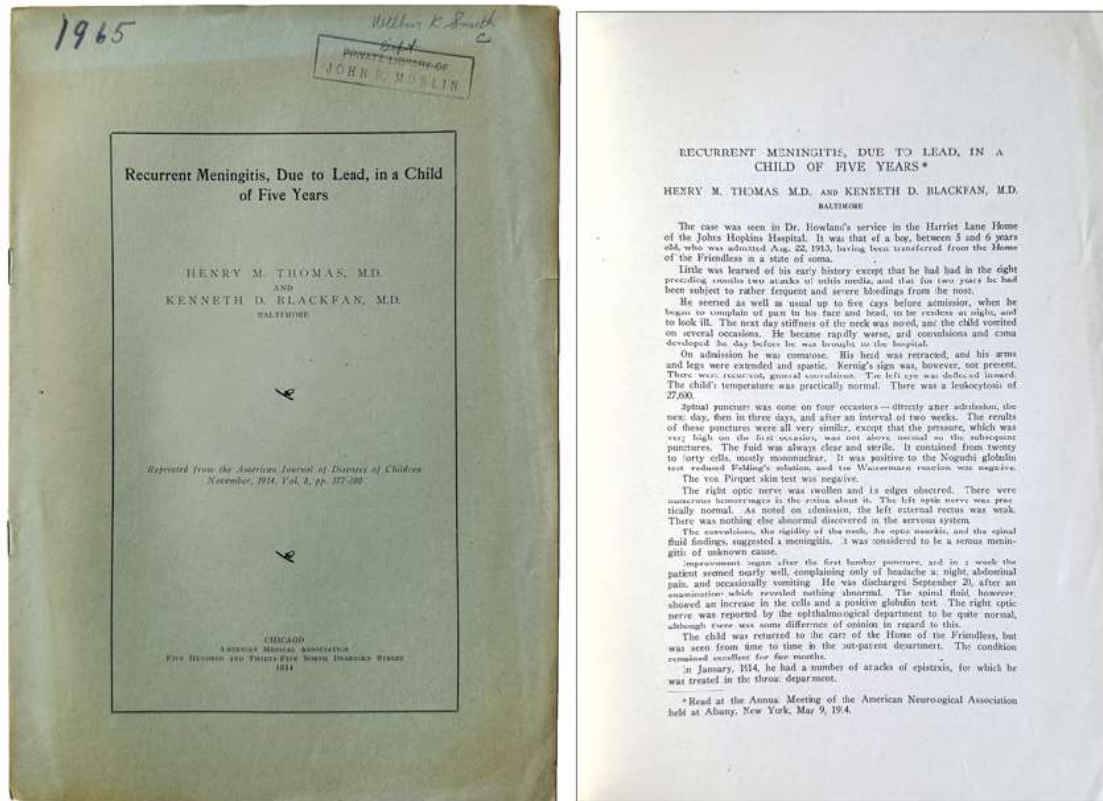 1965
Wilbur K Smith
PRIVATE LIBRARY OF
JOHN R. MURLIN
Recurrent Meningitis, Due to Lead, in a Child
of Five Years
HENRY M. THOMAS, M.D.
AND
KENNETH D. BLACKFAN, M.D.
BALTIMORE
Reprinted from the American Journal of Diseases of Children
November, 1914, Vol. 8, pp. 377-380
CHICAGO
AMERICAN MEDICAL ASSOCIATION
FIVE HUNDRED AND THIRTY-FIVE NORTH DEARBORN STREET
1914
RECURRENT MENINGITIS, DUE TO LEAD, IN A
CHILD OF FIVE YEARS*
HENRY M. THOMAS, M.D. AND KENNETH D. BLACKFAN, M.D.
BALTIMORE
The case was seen in Dr. Howland's service in the Harriet Lane Home
of the Johns Hopkins Hospital. It was that of a boy, between 5 and 6 years
old, who was admitted Aug. 22, 1913, having been transferred from the Home
of the Friendless in a state of coma.
Little was learned of his early history except that he had had in the eight
preceding months two attacks of otitis media, and that for two years he had
been subject to rather frequent and severe bleedings from the nose.
He seemed as well as usual up to five days before admission, when he
began to complain of pain in his face and head, to be restless at night, and
to look ill. The next day stiffness of the neck was noted, and the child vomited
on several occasions. He became rapidly worse, and convulsions and coma
developed the day before he was brought to the hospital.
On admission he was comatose. His head was retracted, and his arms
and legs were extended and spastic. Kernig's sign was, however, not present.
There were recurrent, general convulsions. The left eye was deflected inward.
The child's temperature was practically normal. There was a leukocytosis of
27,600.
Spinal puncture was done on four occasions — directly after admission, the
next day, then in three days, and after an interval of two weeks. The results
of these punctures were all very similar, except that the pressure, which was
very high on the first occasion, was not above normal on the subsequent
punctures. The fluid was always clear and sterile. It contained from twenty
to forty cells, mostly mononuclear. It was positive to the Noguchi globulin
test reduced Fehling's solution, and the Wassermann reaction was negative.
The von Pirquet skin test was negative.
The right optic nerve was swollen and its edges obscured. There were
numerous hemorrhages in the retina about it. The left optic nerve was prac-
tically normal. As noted on admission, the left external rectus was weak.
There was nothing else abnormal discovered in the nervous system.
The convulsions, the rigidity of the neck, the optic neuritis, and the spinal
fluid findings, suggested a meningitis. It was considered to be a serous menin-
gitis of unknown cause.
Improvement began after the first lumbar puncture, and in a week the
patient seemed nearly well, complaining only of headache at night, abdominal
pain, and occasionally vomiting. He was discharged September 20, after an
examination which revealed nothing abnormal. The spinal fluid, however,
showed an increase in the cells and a positive globulin test. The right optic
nerve was reported by the ophthalmological department to be quite normal,
although there was some difference of opinion in regard to this.
The child was returned to the care of the Home of the Friendless, but
was seen from time to time in the out-patient department. The condition
remained excellent for five months.
In January, 1914, he had a number of attacks of epistaxis, for which he
was treated in the throat department.
*Read at the Annual Meeting of the American Neurological Association
held at Albany, New York, May 9, 1914.